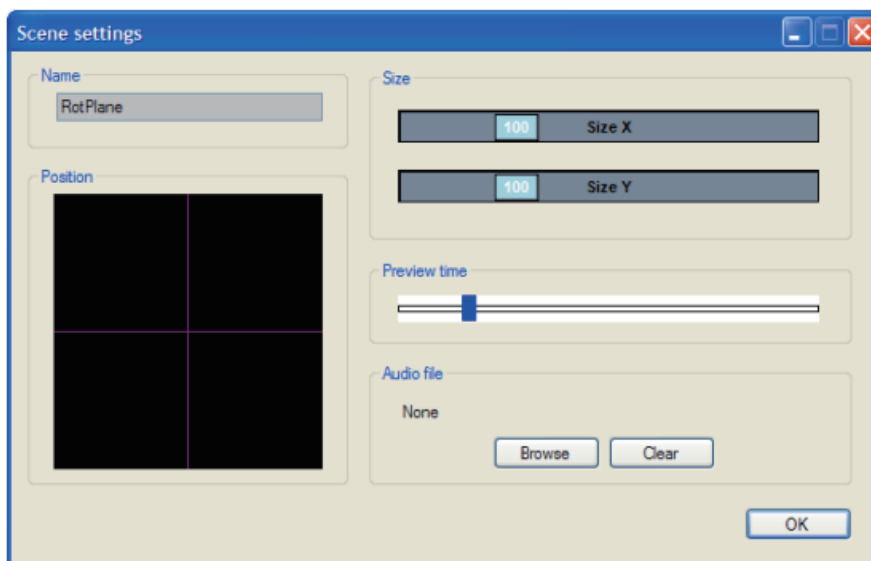 Scene settings
Name
RotPlane
Position
Size
100 Size X
100 Size Y
Preview time
Audio file
None
Browse Clear
OK